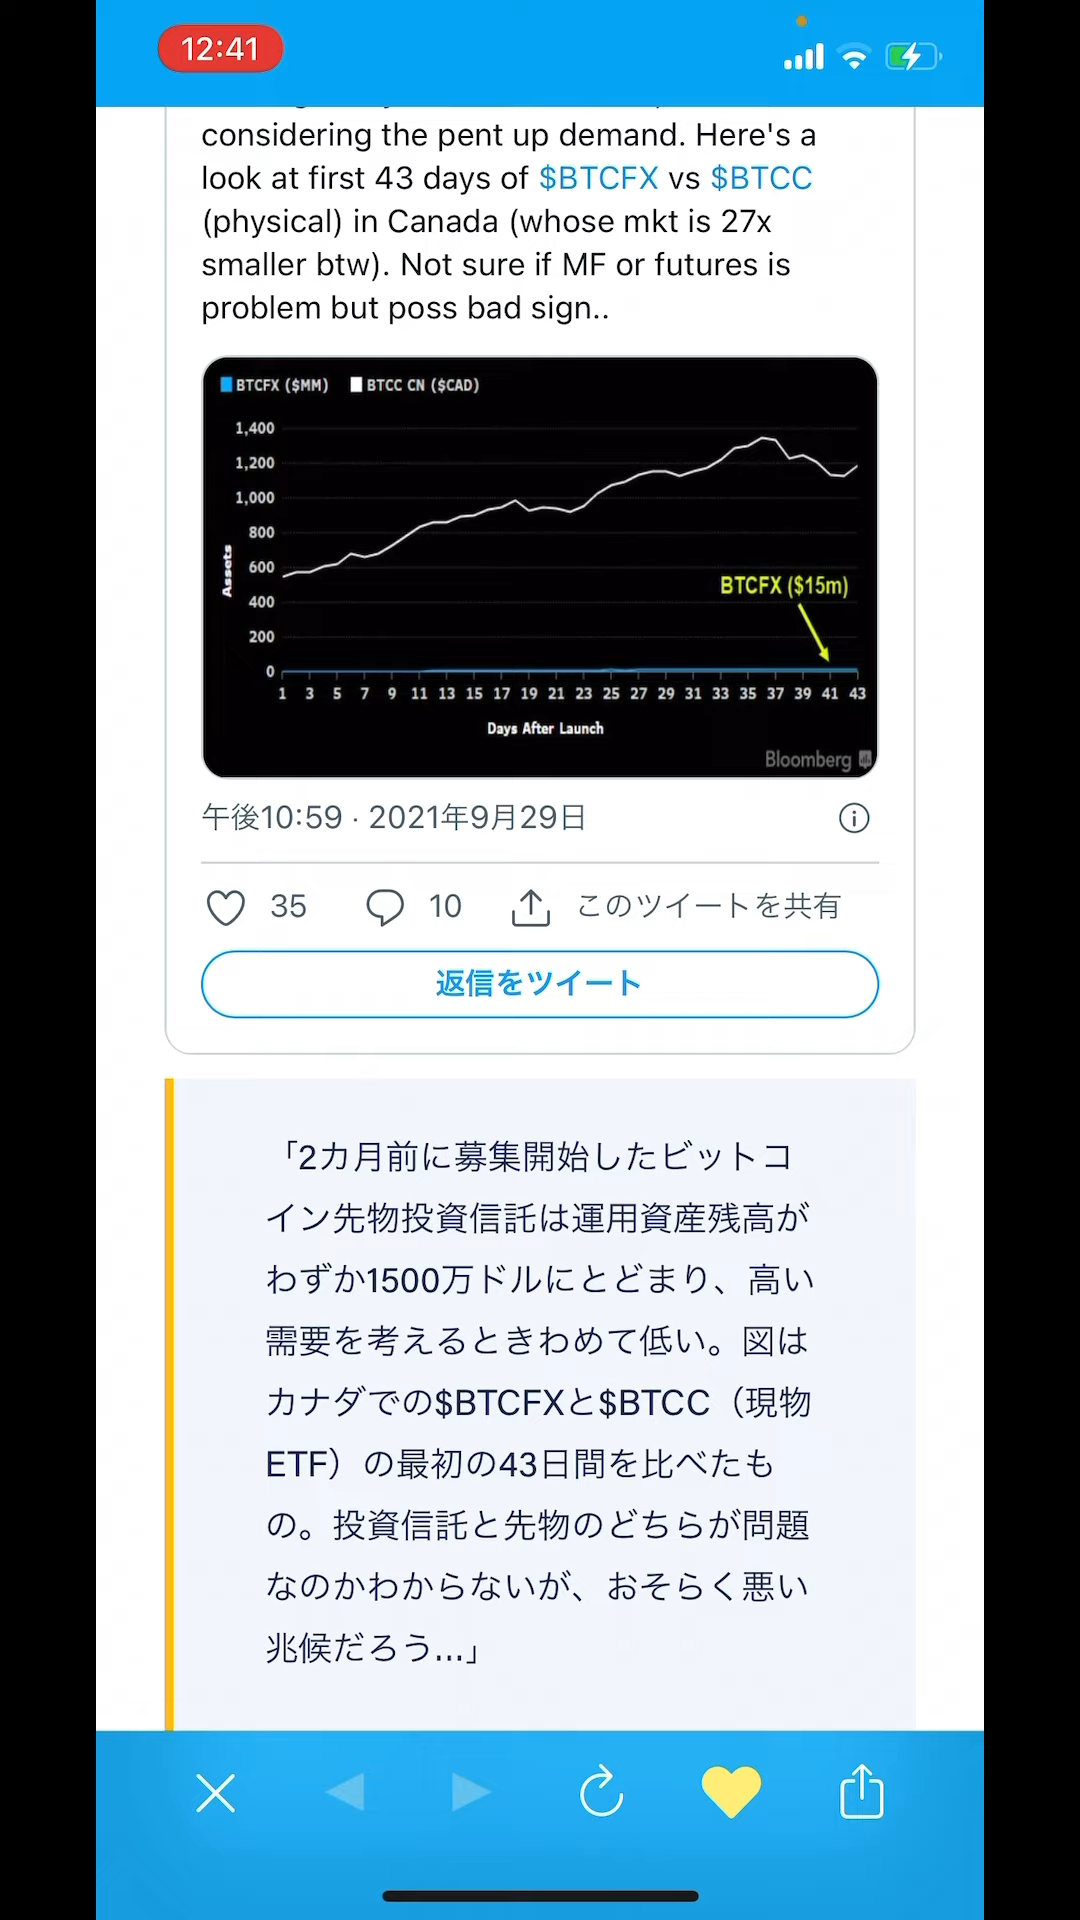 12:41
considering the pent up demand. Here's a
look at first 43 days of $BTCFX vs $BTCC
(physical) in Canada (whose mkt is 27x
smaller btw). Not sure if MF or futures is
problem but poss bad sign..
BTCFX ($MM) BTCC CN ($CAD)
1,400
1,200
1,000
800
600
400
200
0
Assets
BTCFX ($15m)
1 3 5 7 9 11 13 15 17 19 21 23 25 27 29 31 33 35 37 39 41 43
Days After Launch
Bloomberg
午後10:59 · 2021年9月29日
35 10 このツイートを共有
返信をツイート
「2カ月前に募集開始したビットコ
イン先物投資信託は運用資産残高が
わずか1500万ドルにとどまり、高い
需要を考えるときわめて低い。図は
カナダでの$BTCFXと$BTCC（現物
ETF）の最初の43日間を比べたも
の。投資信託と先物のどちらが問題
なのかわからないが、おそらく悪い
兆候だろう...」